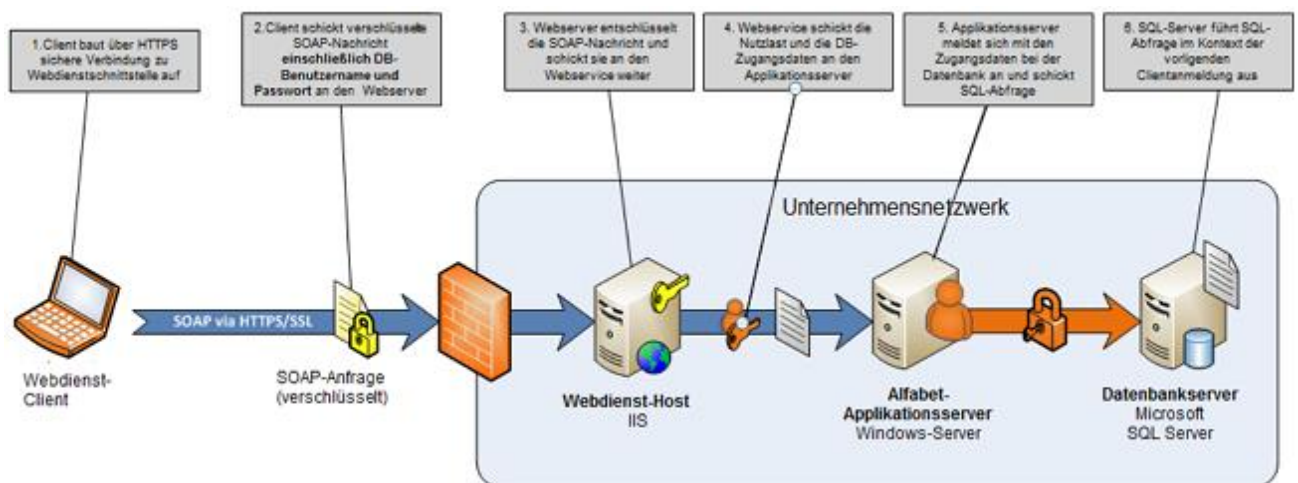 1.Client baut über HTTPS
sichere Verbindung zu
Webdienstschnittstelle auf
2.Client schickt verschlüsselte
SOAP-Nachricht
einschließlich DB-
Benutzername und
Passwort an den Webserver
3. Webserver entschlüsselt
die SOAP-Nachricht und
schickt sie an den
Webservice weiter
4. Webservice schickt die
Nutzlast und die DB-
Zugangsdaten an den
Applikationsserver
5. Applikationsserver
meldet sich mit den
Zugangsdaten bei der
Datenbank an und schickt
SQL-Abfrage
6. SQL-Server führt SQL-
Abfrage im Kontext der
vorligenden
Clientanmeldung aus
Unternehmensnetzwerk
SOAP via HTTPS/SSL
Webdienst-
Client
SOAP-Anfrage
(verschlüsselt)
Webdienst-Host
IIS
Alfabet-
Applikationsserver
Windows-Server
Datenbankserver
Microsoft
SQL Server